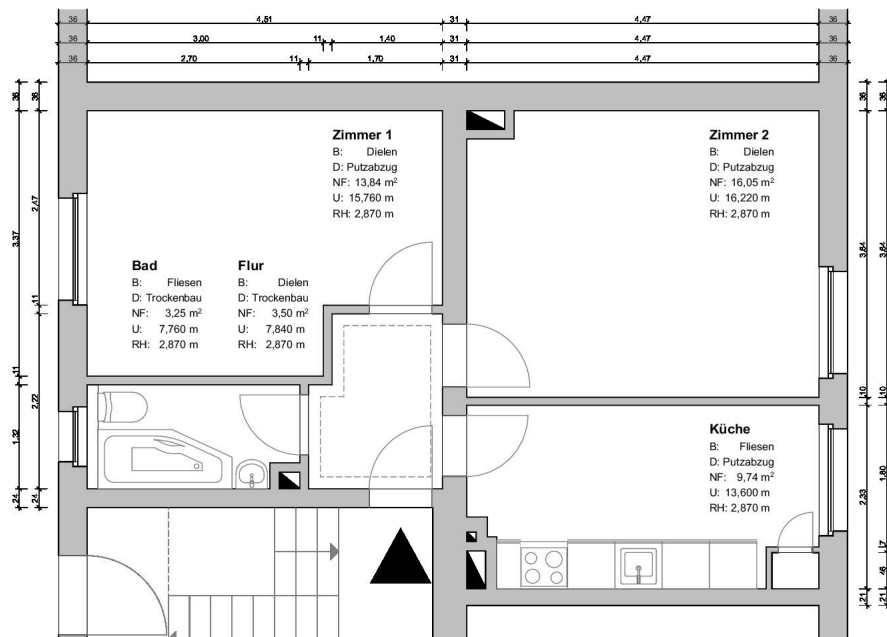 36 4,51 31 4,47 36
36 3,00 11 1,40 31 4,47 36
36 2,70 11 1,70 31 4,47 36
36 36
36 36
Zimmer 1
B: Dielen
D: Putzabzug
NF: 13,84 m²
U: 15,760 m
RH: 2,870 m
Zimmer 2
B: Dielen
D: Putzabzug
NF: 16,05 m²
U: 16,220 m
RH: 2,870 m
3,37 2,47
3,64 3,64
Bad
B: Fliesen
D: Trockenbau
NF: 3,25 m²
U: 7,760 m
RH: 2,870 m
Flur
B: Dielen
D: Trockenbau
NF: 3,50 m²
U: 7,840 m
RH: 2,870 m
11
11 2,22
10 10
1,32
Küche
B: Fliesen
D: Putzabzug
NF: 9,74 m²
U: 13,600 m
RH: 2,870 m
2,33 1,80
24 24
7
46
21 21